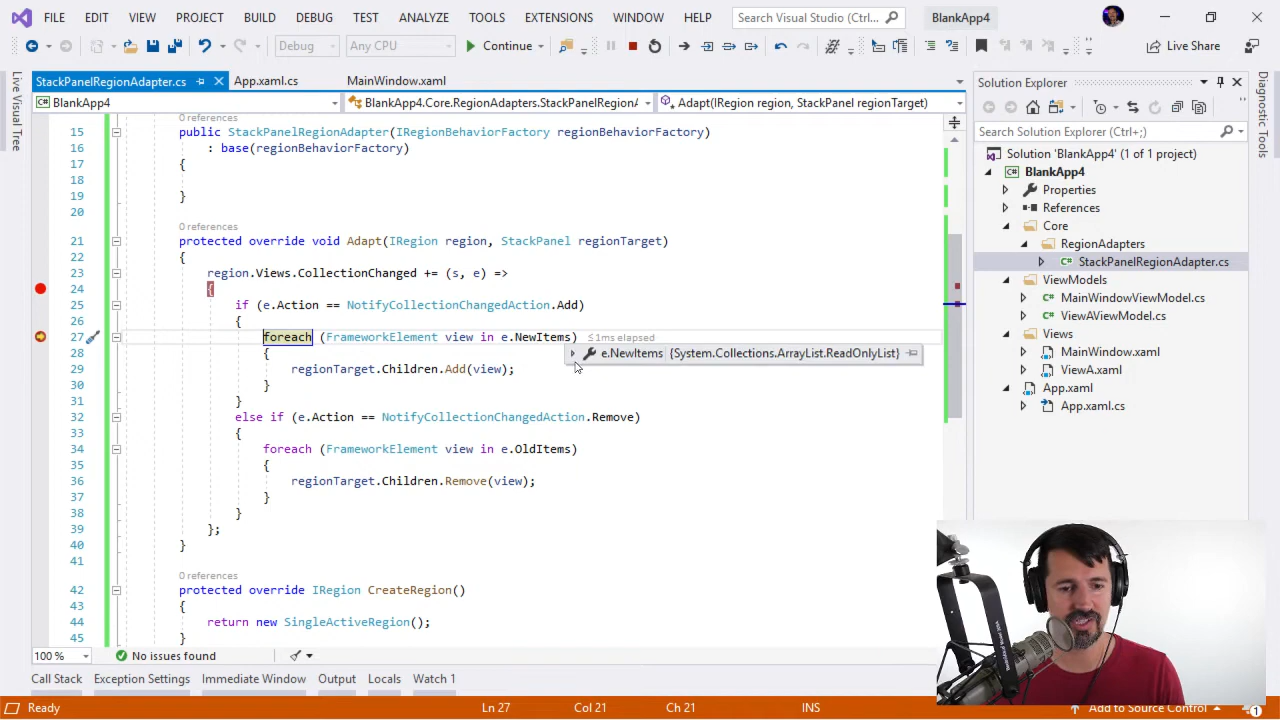 FILE EDIT VIEW PROJECT BUILD DEBUG TEST ANALYZE TOOLS EXTENSIONS WINDOW HELP Search Visual Studio (Ctrl+Q) BlankApp4
Debug Any CPU Continue Live Share
StackPanelRegionAdapter.cs App.xaml.cs MainWindow.xaml
BlankApp4 BlankApp4.Core.RegionAdapters.StackPanelRegionA Adapt(IRegion region, StackPanel regionTarget)
Live Visual Tree
0 references
15 public StackPanelRegionAdapter(IRegionBehaviorFactory regionBehaviorFactory)
16 : base(regionBehaviorFactory)
17 {
18
19 }
20
0 references
21 protected override void Adapt(IRegion region, StackPanel regionTarget)
22 {
23 region.Views.CollectionChanged += (s, e) =>
24 {
25 if (e.Action == NotifyCollectionChangedAction.Add)
26 {
27 foreach (FrameworkElement view in e.NewItems) ≤1ms elapsed
28 {
e.NewItems {System.Collections.ArrayList.ReadOnlyList}
29 regionTarget.Children.Add(view);
30 }
31 }
32 else if (e.Action == NotifyCollectionChangedAction.Remove)
33 {
34 foreach (FrameworkElement view in e.OldItems)
35 {
36 regionTarget.Children.Remove(view);
37 }
38 }
39 };
40 }
41
0 references
42 protected override IRegion CreateRegion()
43 {
44 return new SingleActiveRegion();
45 }
100 % No issues found
Call Stack Exception Settings Immediate Window Output Locals Watch 1
Ready Ln 27 Col 21 Ch 21 INS Add to Source Control 1
Solution Explorer
Search Solution Explorer (Ctrl+;)
Solution 'BlankApp4' (1 of 1 project)
BlankApp4
Properties
References
Core
RegionAdapters
StackPanelRegionAdapter.cs
ViewModels
MainWindowViewModel.cs
ViewAViewModel.cs
Views
MainWindow.xaml
ViewA.xaml
App.xaml
App.xaml.cs
Diagnostic Tools